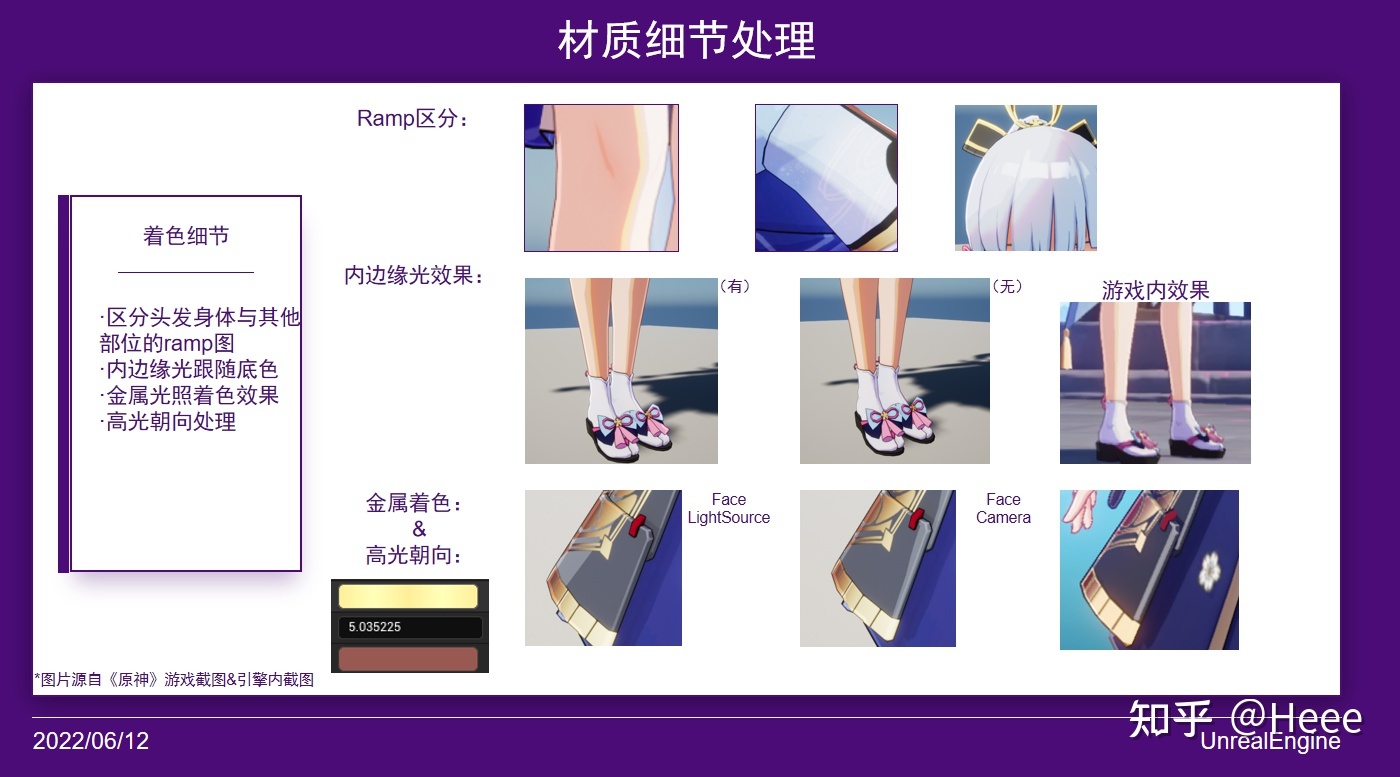 材质细节处理
着色细节
·区分头发身体与其他
部位的ramp图
·内边缘光跟随底色
·金属光照着色效果
·高光朝向处理
Ramp区分：
内边缘光效果：
（有）
（无）
游戏内效果
金属着色：
&
高光朝向：
5.035225
Face
LightSource
Face
Camera
*图片源自《原神》游戏截图&引擎内截图
2022/06/12
知乎 @Heee
UnrealEngine